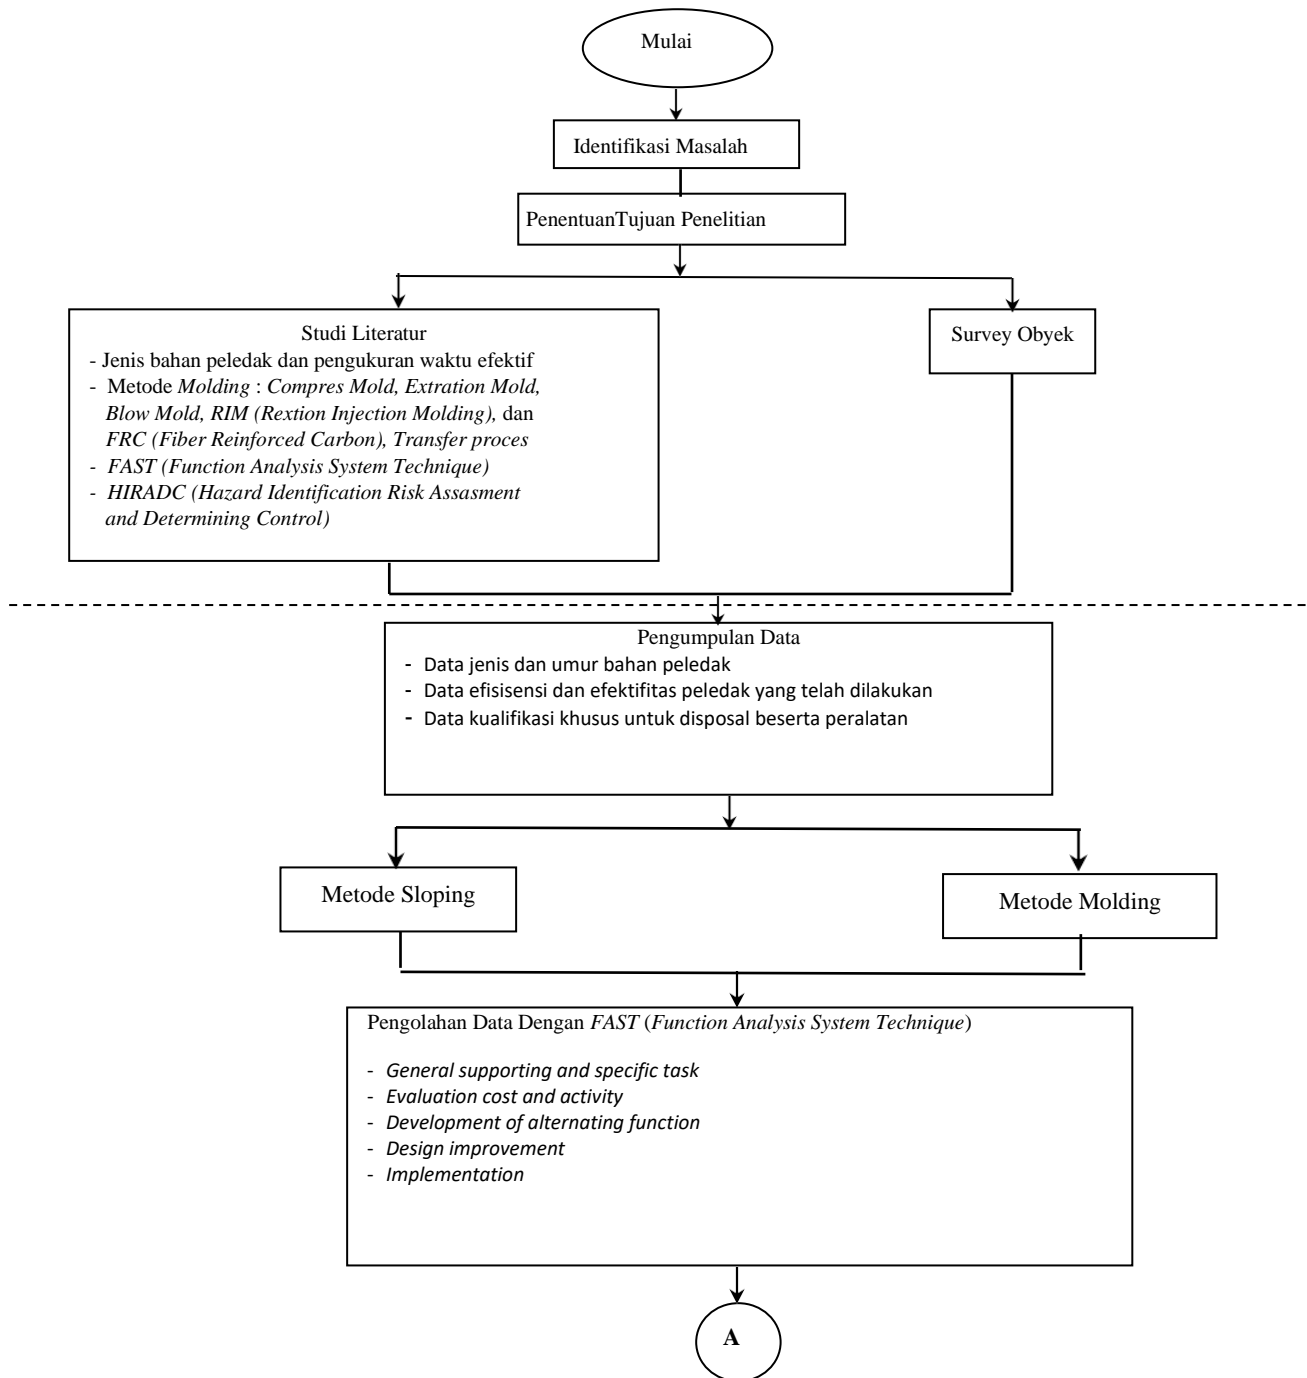 Mulai
Identifikasi Masalah
PenentuanTujuan Penelitian
Studi Literatur
- Jenis bahan peledak dan pengukuran waktu efektif
- Metode Molding : Compres Mold, Extration Mold,
Blow Mold, RIM (Rextion Injection Molding), dan
FRC (Fiber Reinforced Carbon), Transfer proces
- FAST (Function Analysis System Technique)
- HIRADC (Hazard Identification Risk Assasment
and Determining Control)
Survey Obyek
Pengumpulan Data
- Data jenis dan umur bahan peledak
- Data efisisensi dan efektifitas peledak yang telah dilakukan
- Data kualifikasi khusus untuk disposal beserta peralatan
Metode Sloping
Metode Molding
Pengolahan Data Dengan FAST (Function Analysis System Technique)
- General supporting and specific task
- Evaluation cost and activity
- Development of alternating function
- Design improvement
- Implementation
A